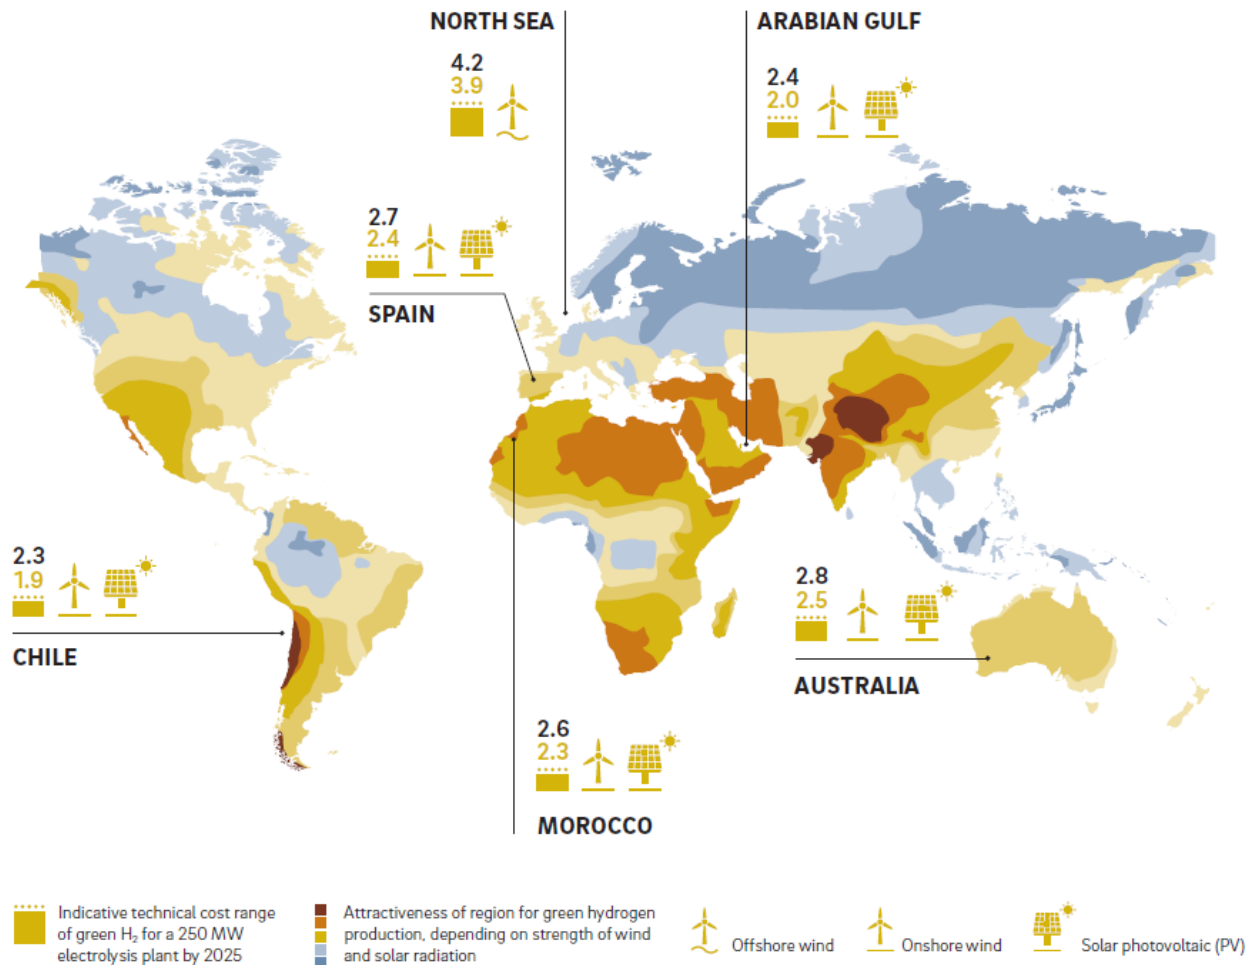 NORTH SEA
4.2
3.9
ARABIAN GULF
2.4
2.0
2.7
2.4
SPAIN
2.3
1.9
CHILE
2.8
2.5
AUSTRALIA
2.6
2.3
MOROCCO
Indicative technical cost range
of green H₂ for a 250 MW
electrolysis plant by 2025
Attractiveness of region for green hydrogen
production, depending on strength of wind
and solar radiation
Offshore wind
Onshore wind
Solar photovoltaic (PV)